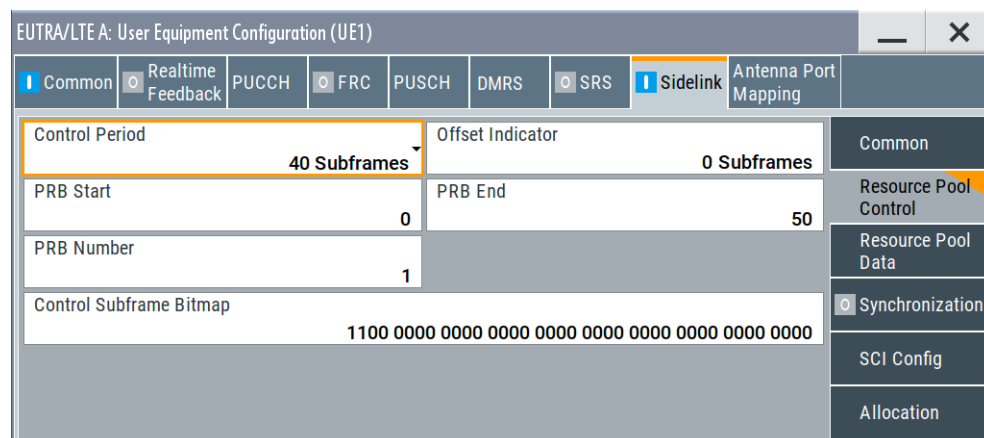 EUTRA/LTE A: User Equipment Configuration (UE1)
Common
Realtime
Feedback
PUCCH
FRC
PUSCH
DMRS
SRS
Sidelink
Antenna Port
Mapping
Control Period
40 Subframes
Offset Indicator
0 Subframes
PRB Start
0
PRB End
50
PRB Number
1
Control Subframe Bitmap
1100 0000 0000 0000 0000 0000 0000 0000 0000 0000
Common
Resource Pool
Control
Resource Pool
Data
Synchronization
SCI Config
Allocation